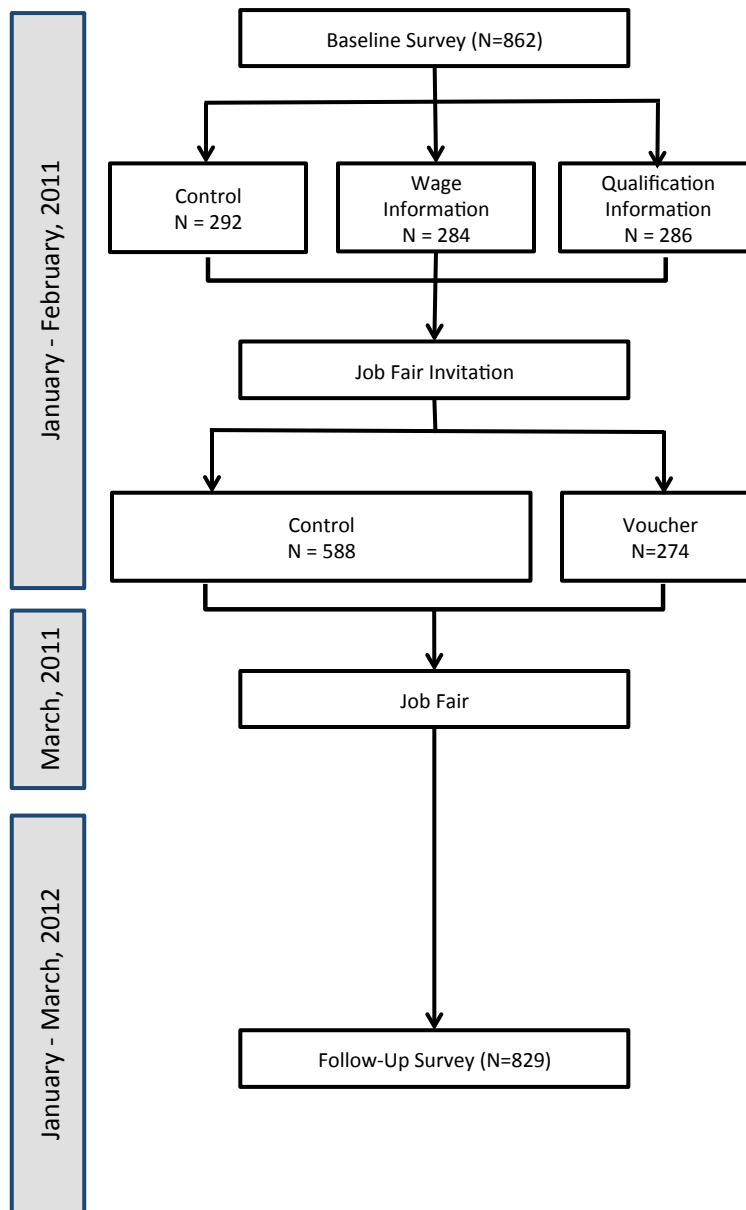 Baseline Survey (N=862)
Control
N = 292
Wage
Information
N = 284
Qualification
Information
N = 286
Job Fair Invitation
Control
N = 588
Voucher
N=274
January - February, 2011
Job Fair
March, 2011
Follow-Up Survey (N=829)
January - March, 2012